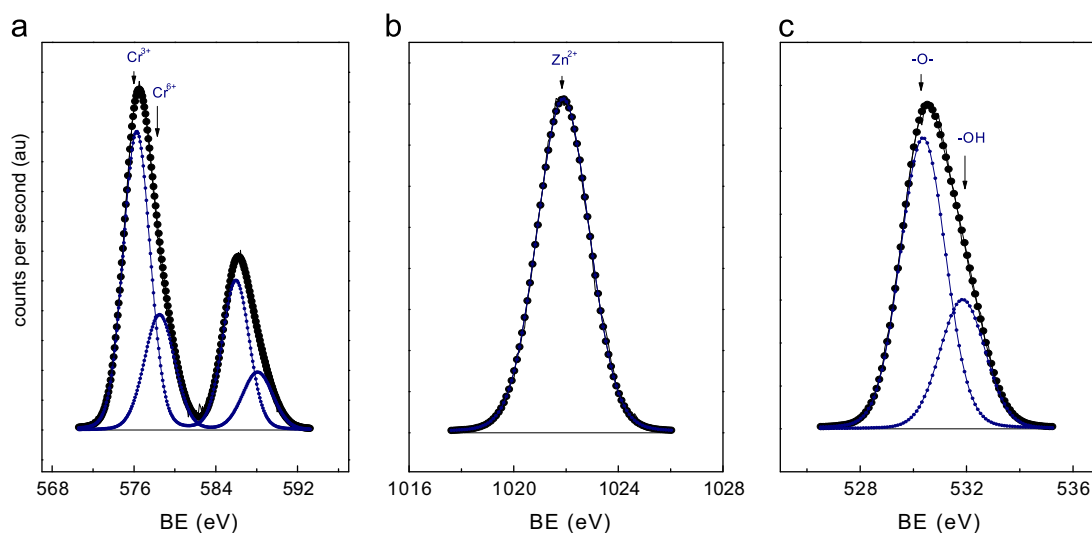 a
b
c
Cr3+
Cr6+
Zn2+
-O-
-OH
counts per second (au)
568 576 584 592
1016 1020 1024 1028
528 532 536
BE (eV)
BE (eV)
BE (eV)